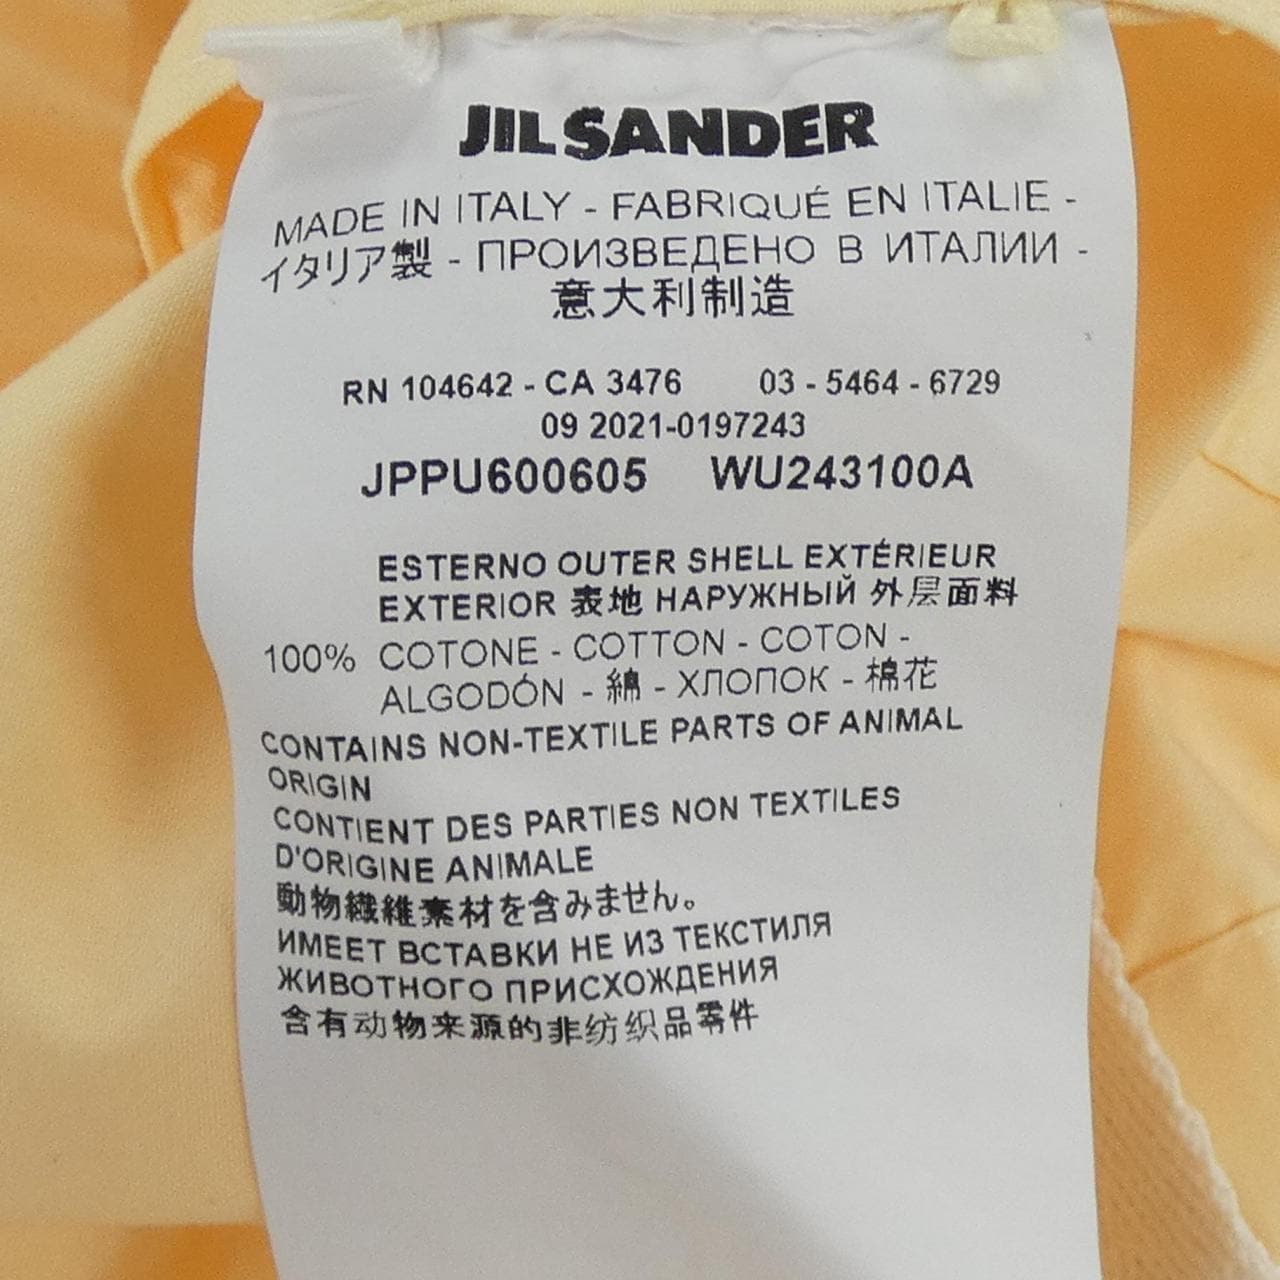 JIL SANDER
MADE IN ITALY - FABRIQUÉ EN ITALIE -
イタリア製 - ПРОИЗВЕДЕНО В ИТАЛИИ -
意大利制造
RN 104642 - CA 3476 03 - 5464 - 6729
09 2021-0197243
JPPU600605 WU243100A
ESTERNO OUTER SHELL EXTÉRIEUR
EXTERIOR 表地 НАРУЖНЫЙ 外层面料
100% COTONE - COTTON - COTON -
ALGODÓN - 綿 - ХЛОПОК - 棉花
CONTAINS NON-TEXTILE PARTS OF ANIMAL
ORIGIN
CONTIENT DES PARTIES NON TEXTILES
D'ORIGINE ANIMALE
動物繊維素材を含みません。
ИМЕЕТ ВСТАВКИ НЕ ИЗ ТЕКСТИЛЯ
ЖИВОТНОГО ПРИСХОЖДЕНИЯ
含有动物来源的非纺织品零件